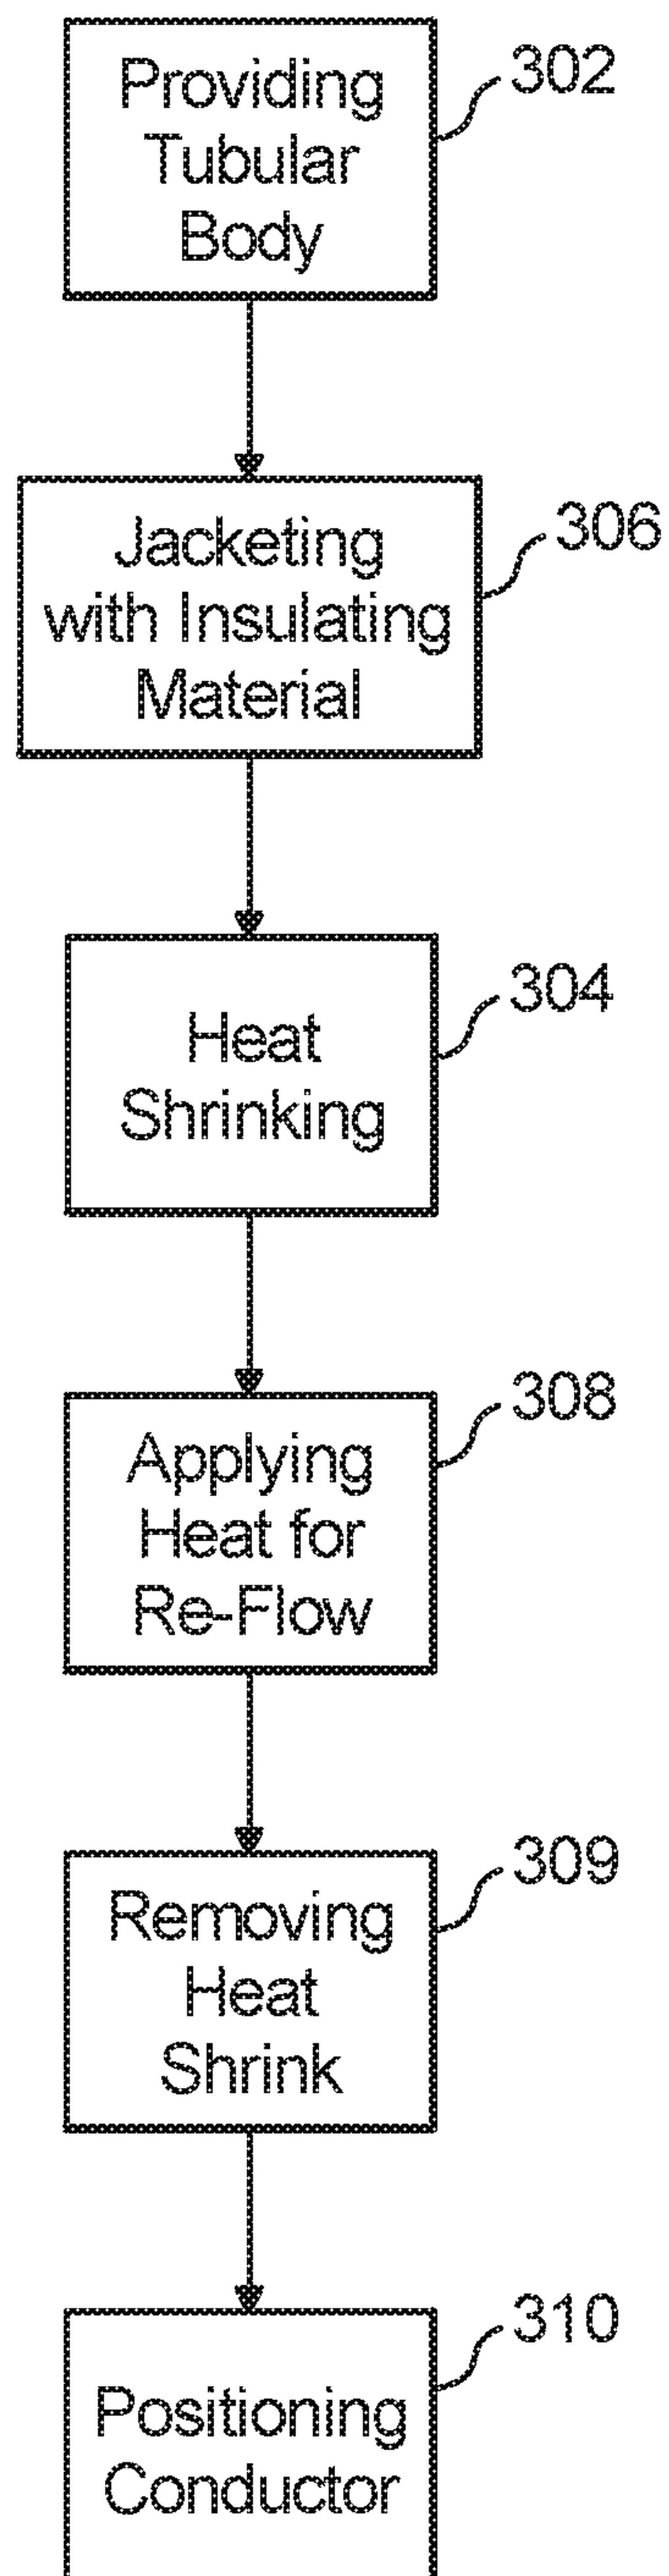 Providing
Tubular
Body
302
Jacketing
with Insulating
Material
306
Heat
Shrinking
304
Applying
Heat for
Re-Flow
308
Removing
Heat
Shrink
309
Positioning
Conductor
310